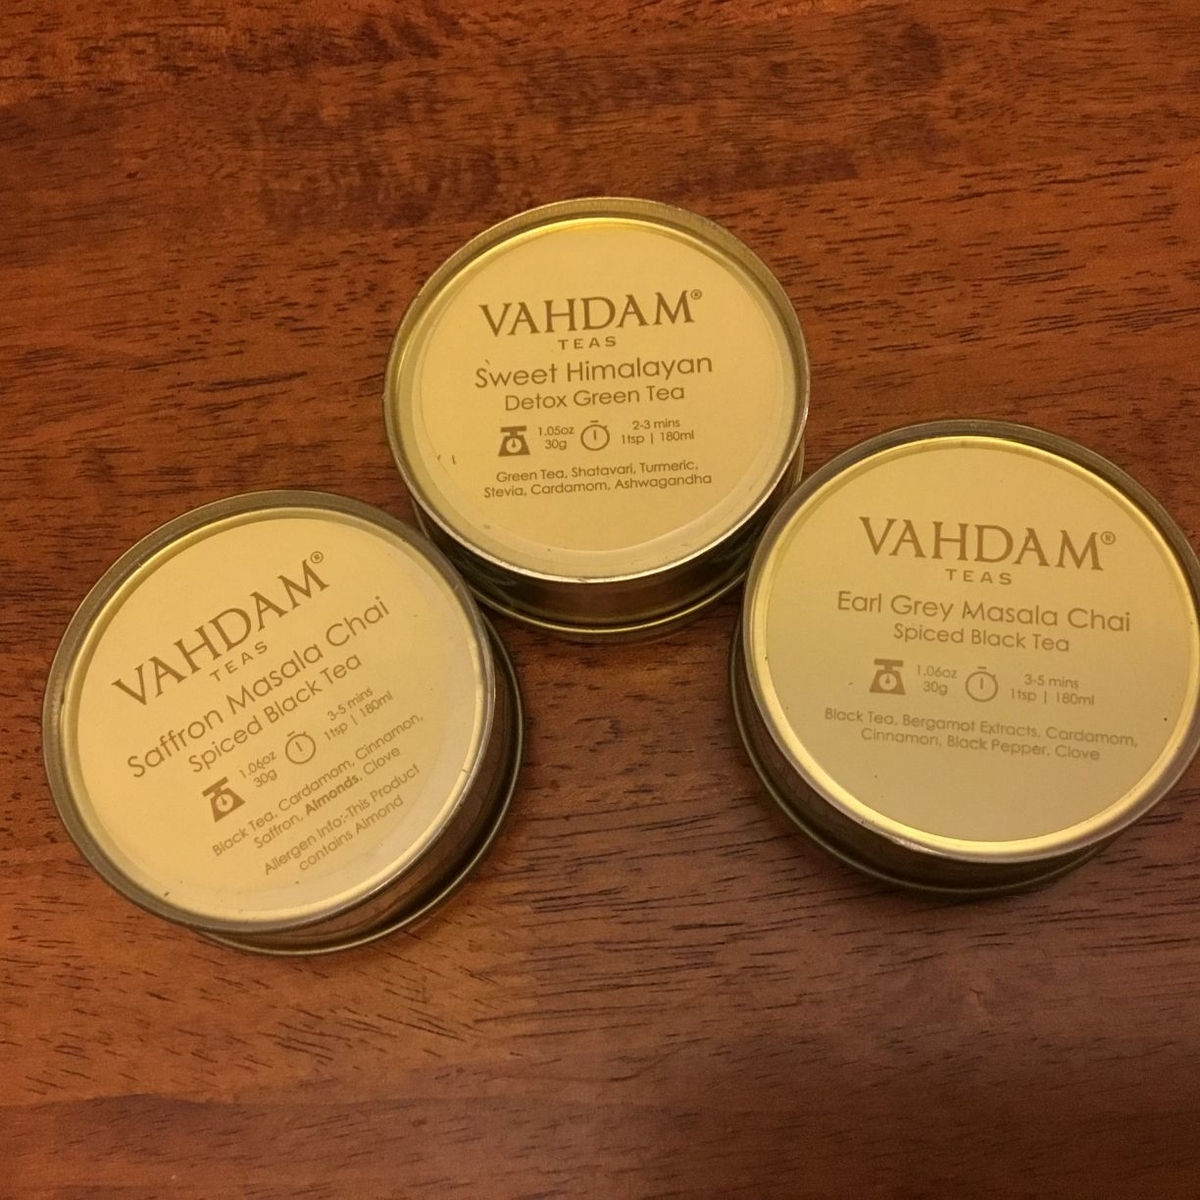 VAHDAM®
TEAS
Sweet Himalayan
Detox Green Tea
1.05oz
30g
2-3 mins
1tsp | 180ml
Green Tea, Shatavari, Turmeric,
Stevia, Cardamom, Ashwagandha
VAHDAM®
TEAS
Saffron Masala Chai
Spiced Black Tea
1.06oz
30g
3-5 mins
1tsp | 180ml
Black Tea, Cardamom, Cinnamon,
Saffron, Almonds, Clove
Allergen Info:-This Product
contains Almond
VAHDAM®
TEAS
Earl Grey Masala Chai
Spiced Black Tea
1.06oz
30g
3-5 mins
1tsp | 180ml
Black Tea, Bergamot Extracts, Cardamom,
Cinnamon, Black Pepper, Clove